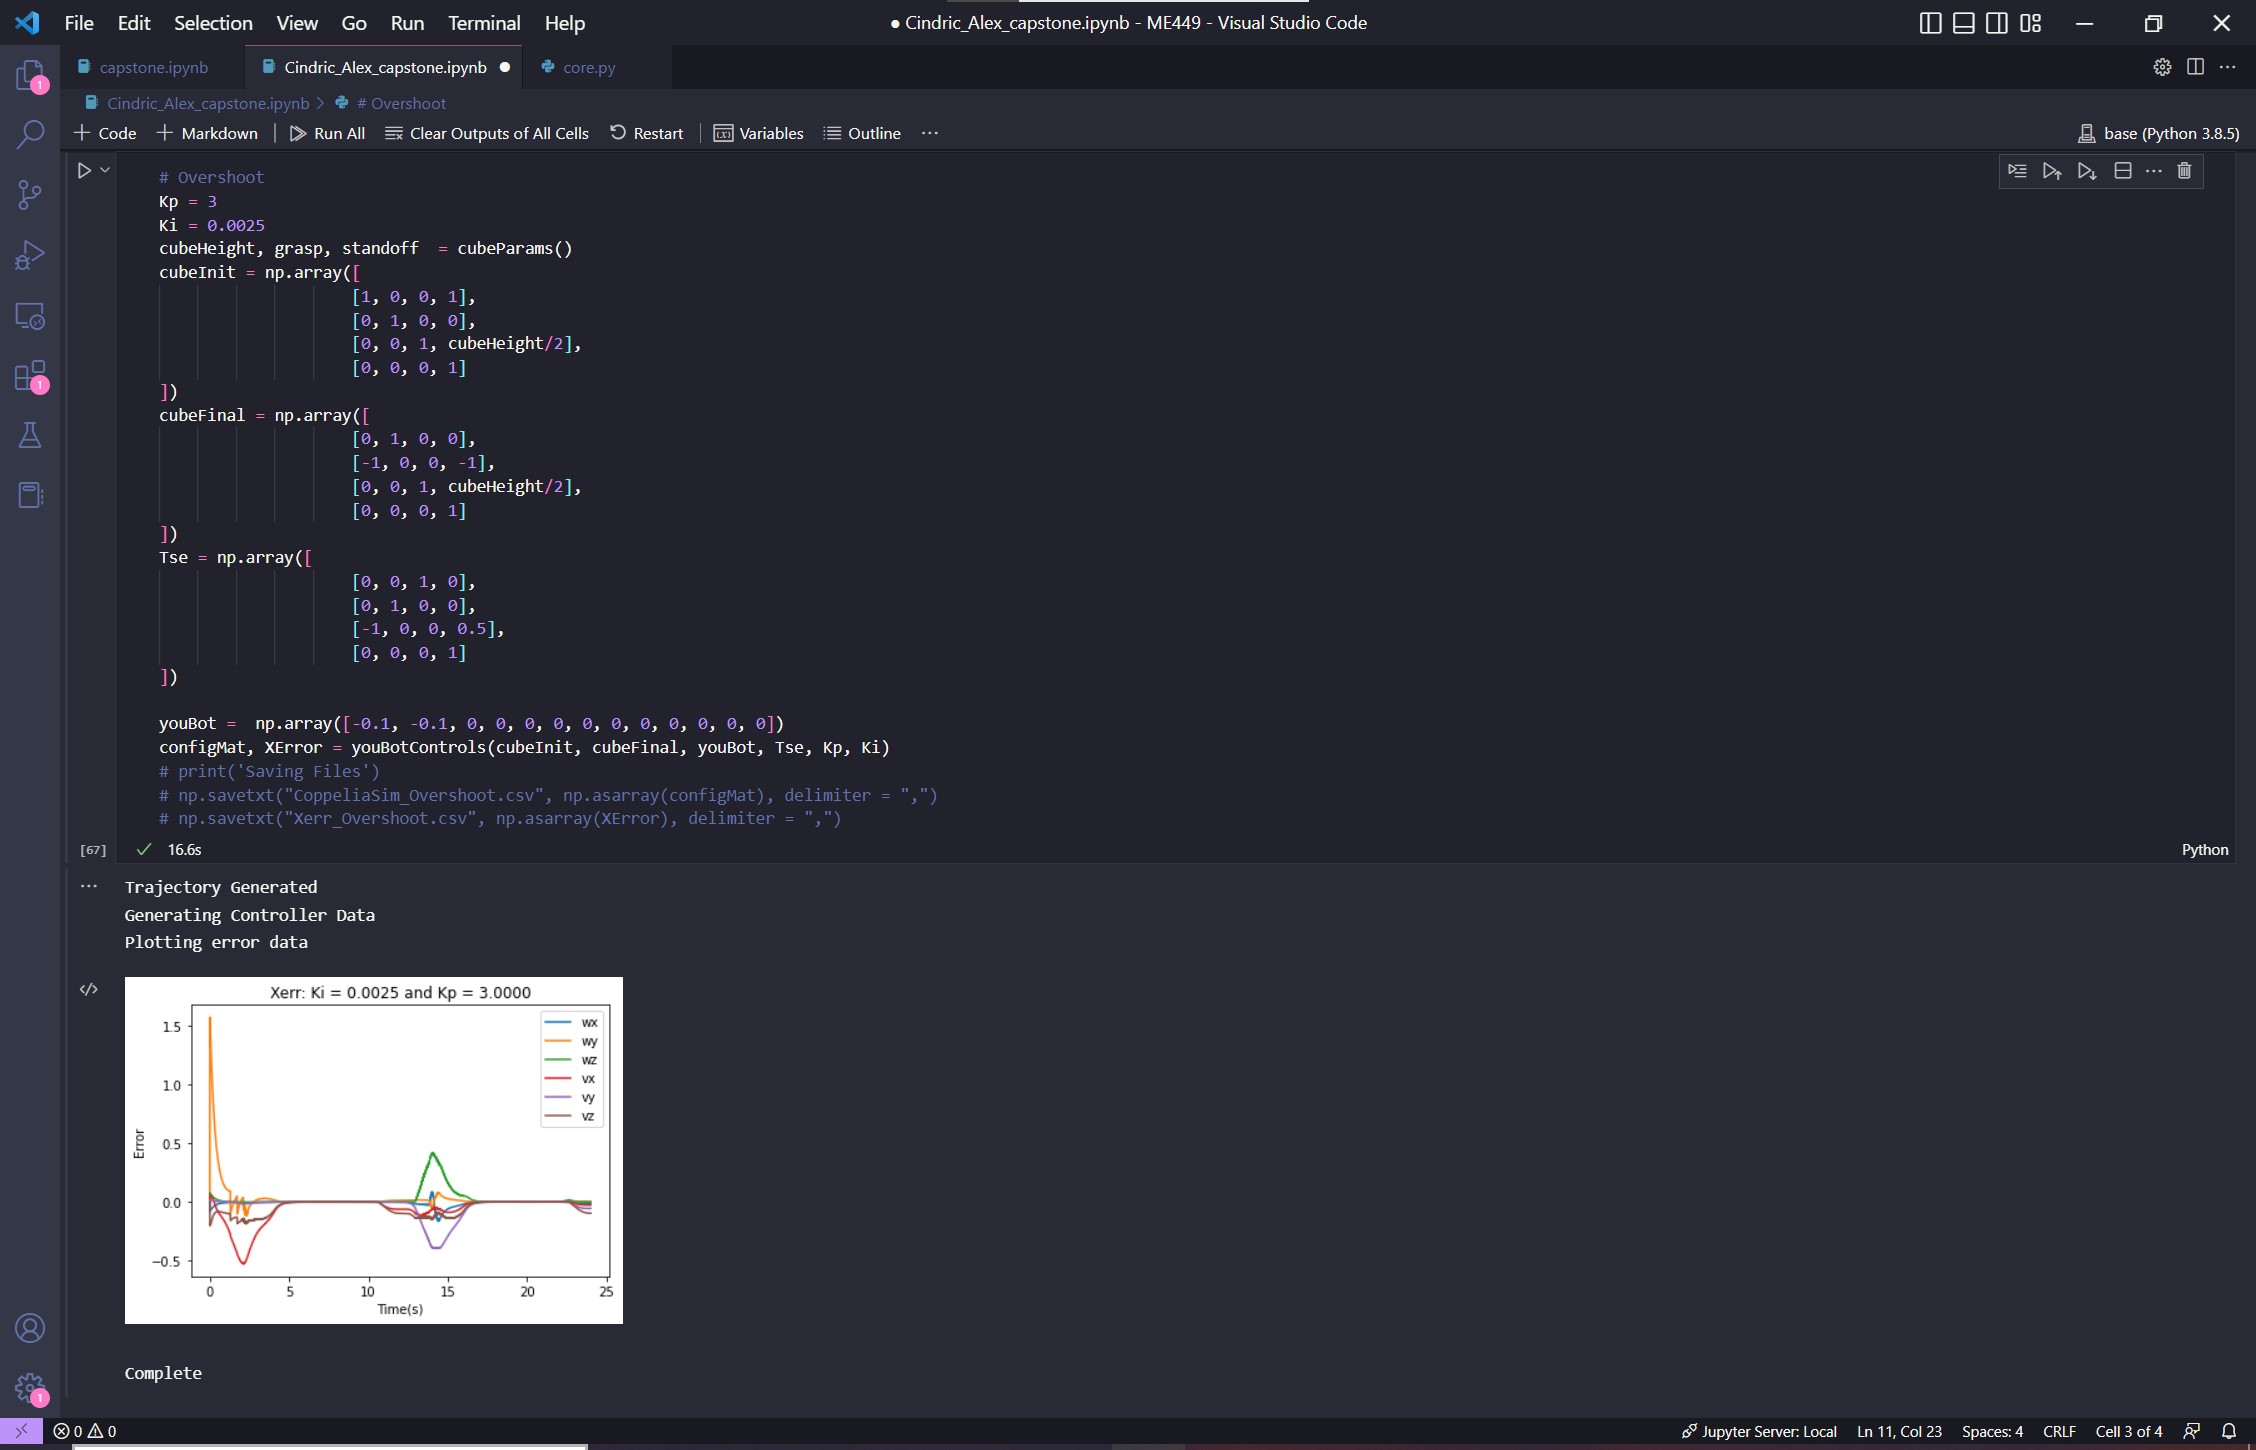 File Edit Selection View Go Run Terminal Help
● Cindric_Alex_capstone.ipynb - ME449 - Visual Studio Code
capstone.ipynb
Cindric_Alex_capstone.ipynb ●
core.py
Cindric_Alex_capstone.ipynb > # Overshoot
+ Code + Markdown | Run All Clear Outputs of All Cells Restart | Variables Outline ...
base (Python 3.8.5)
# Overshoot
Kp = 3
Ki = 0.0025
cubeHeight, grasp, standoff  = cubeParams()
cubeInit = np.array([
[1, 0, 0, 1],
[0, 1, 0, 0],
[0, 0, 1, cubeHeight/2],
[0, 0, 0, 1]
])
cubeFinal = np.array([
[0, 1, 0, 0],
[-1, 0, 0, -1],
[0, 0, 1, cubeHeight/2],
[0, 0, 0, 1]
])
Tse = np.array([
[0, 0, 1, 0],
[0, 1, 0, 0],
[-1, 0, 0, 0.5],
[0, 0, 0, 1]
])
youBot =  np.array([-0.1, -0.1, 0, 0, 0, 0, 0, 0, 0, 0, 0, 0, 0])
configMat, XError = youBotControls(cubeInit, cubeFinal, youBot, Tse, Kp, Ki)
# print('Saving Files')
# np.savetxt("CoppeliaSim_Overshoot.csv", np.asarray(configMat), delimiter = ",")
# np.savetxt("Xerr_Overshoot.csv", np.asarray(XError), delimiter = ",")
[67] ✓ 16.6s
Python
... Trajectory Generated
Generating Controller Data
Plotting error data
</>
Xerr: Ki = 0.0025 and Kp = 3.0000
wx
wy
wz
vx
vy
vz
1.5
1.0
0.5
0.0
−0.5
Error
0 5 10 15 20 25
Time(s)
Complete
1
1
1
0 0
Jupyter Server: Local Ln 11, Col 23 Spaces: 4 CRLF Cell 3 of 4